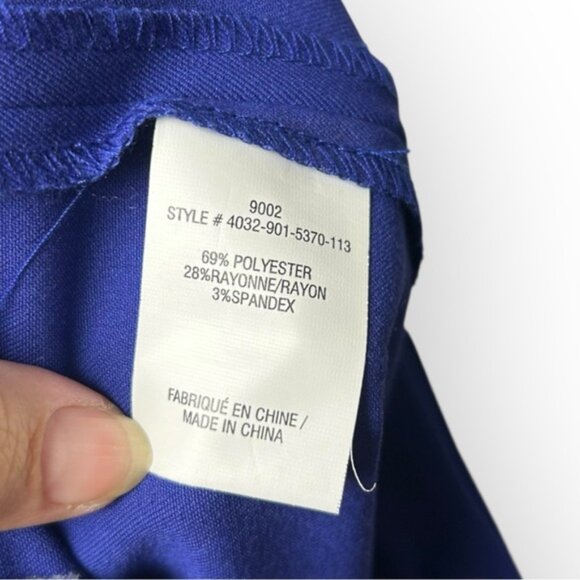 9002
STYLE # 4032-901-5370-113
69% POLYESTER
28%RAYONNE/RAYON
3%SPANDEX
FABRIQUÉ EN CHINE /
MADE IN CHINA